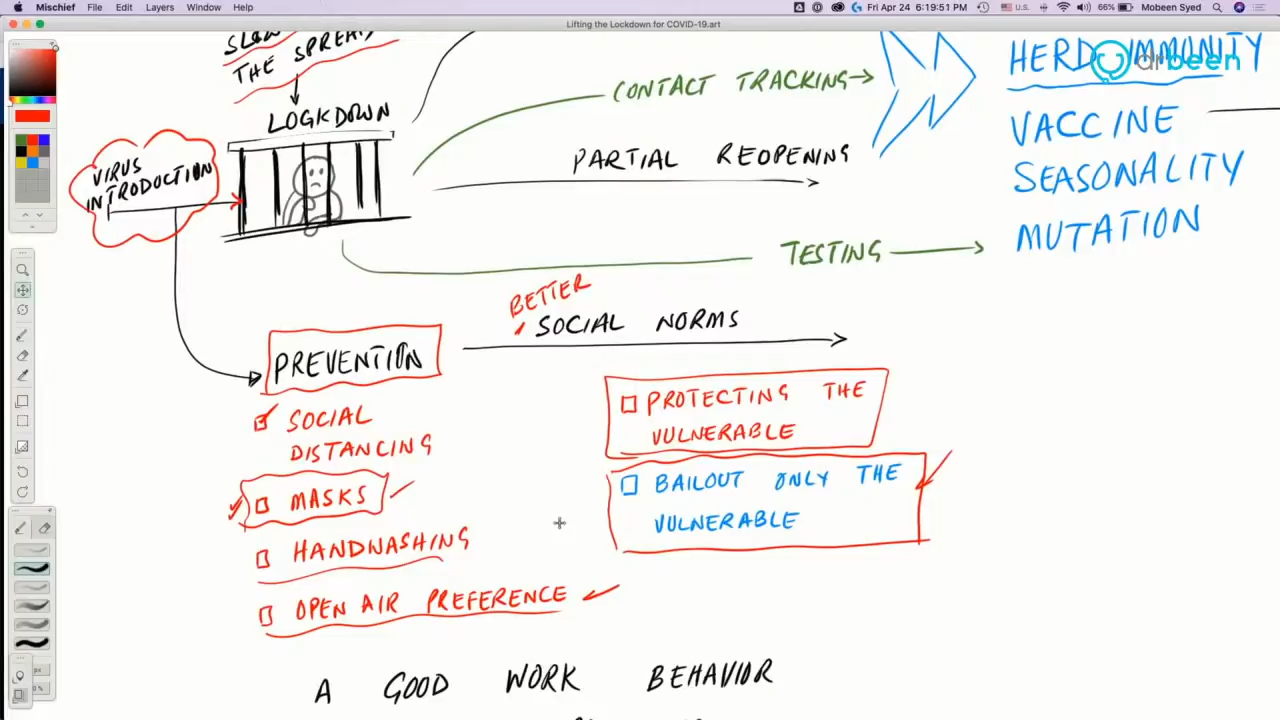 Mischief File Edit Layers Window Help
U.S. 66% Fri Apr 24 6:19:51 PM Mobeen Syed
Lifting the Lockdown for COVID-19.art
SLOW
THE SPREAD
LOCKDOWN
VIRUS
INTRODUCTION
CONTACT TRACKING
PARTIAL REOPENING
TESTING
HERD IMMUNITY
drbeen
VACCINE
SEASONALITY
MUTATION
BETTER
SOCIAL NORMS
PREVENTION
SOCIAL
DISTANCING
MASKS
HANDWASHING
OPEN AIR PREFERENCE
PROTECTING THE
VULNERABLE
BAILOUT ONLY THE
VULNERABLE
A GOOD WORK BEHAVIOR